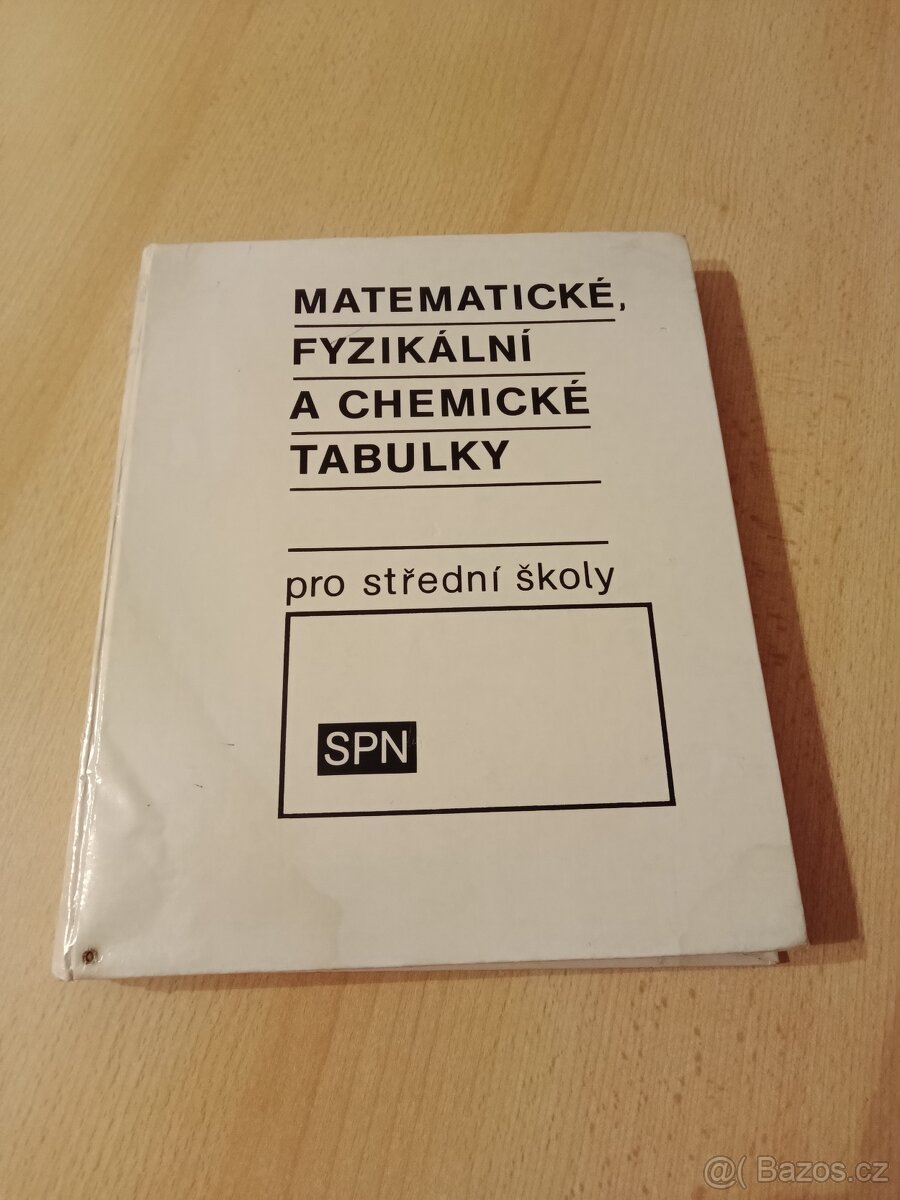 MATEMATICKÉ,
FYZIKÁLNÍ
A CHEMICKÉ
TABULKY
pro střední školy
SPN
@( Bazos.cz